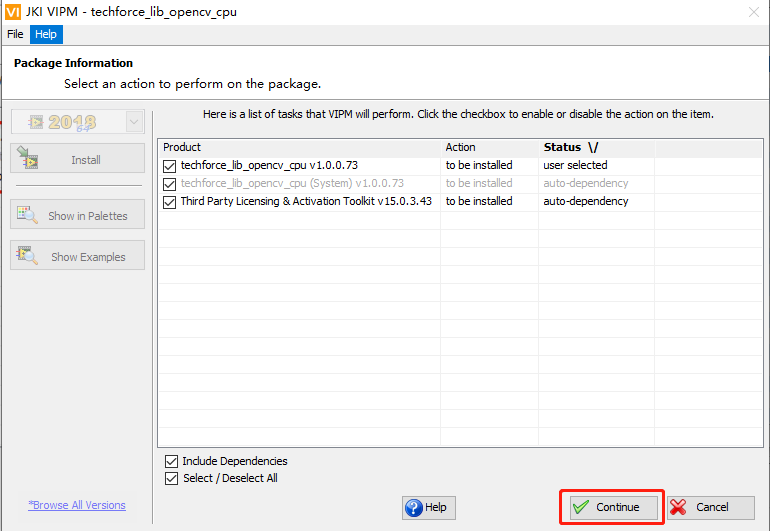 VI JKI VIPM - techforce_lib_opencv_cpu
File Help
Package Information
Select an action to perform on the package.
Here is a list of tasks that VIPM will perform. Click the checkbox to enable or disable the action on the item.
2018
64
Install
Show in Palettes
Show Examples
Product Action Status \/
techforce_lib_opencv_cpu v1.0.0.73 to be installed user selected
techforce_lib_opencv_cpu (System) v1.0.0.73 to be installed auto-dependency
Third Party Licensing & Activation Toolkit v15.0.3.43 to be installed auto-dependency
Include Dependencies
Select / Deselect All
*Browse All Versions
Help
Continue
Cancel